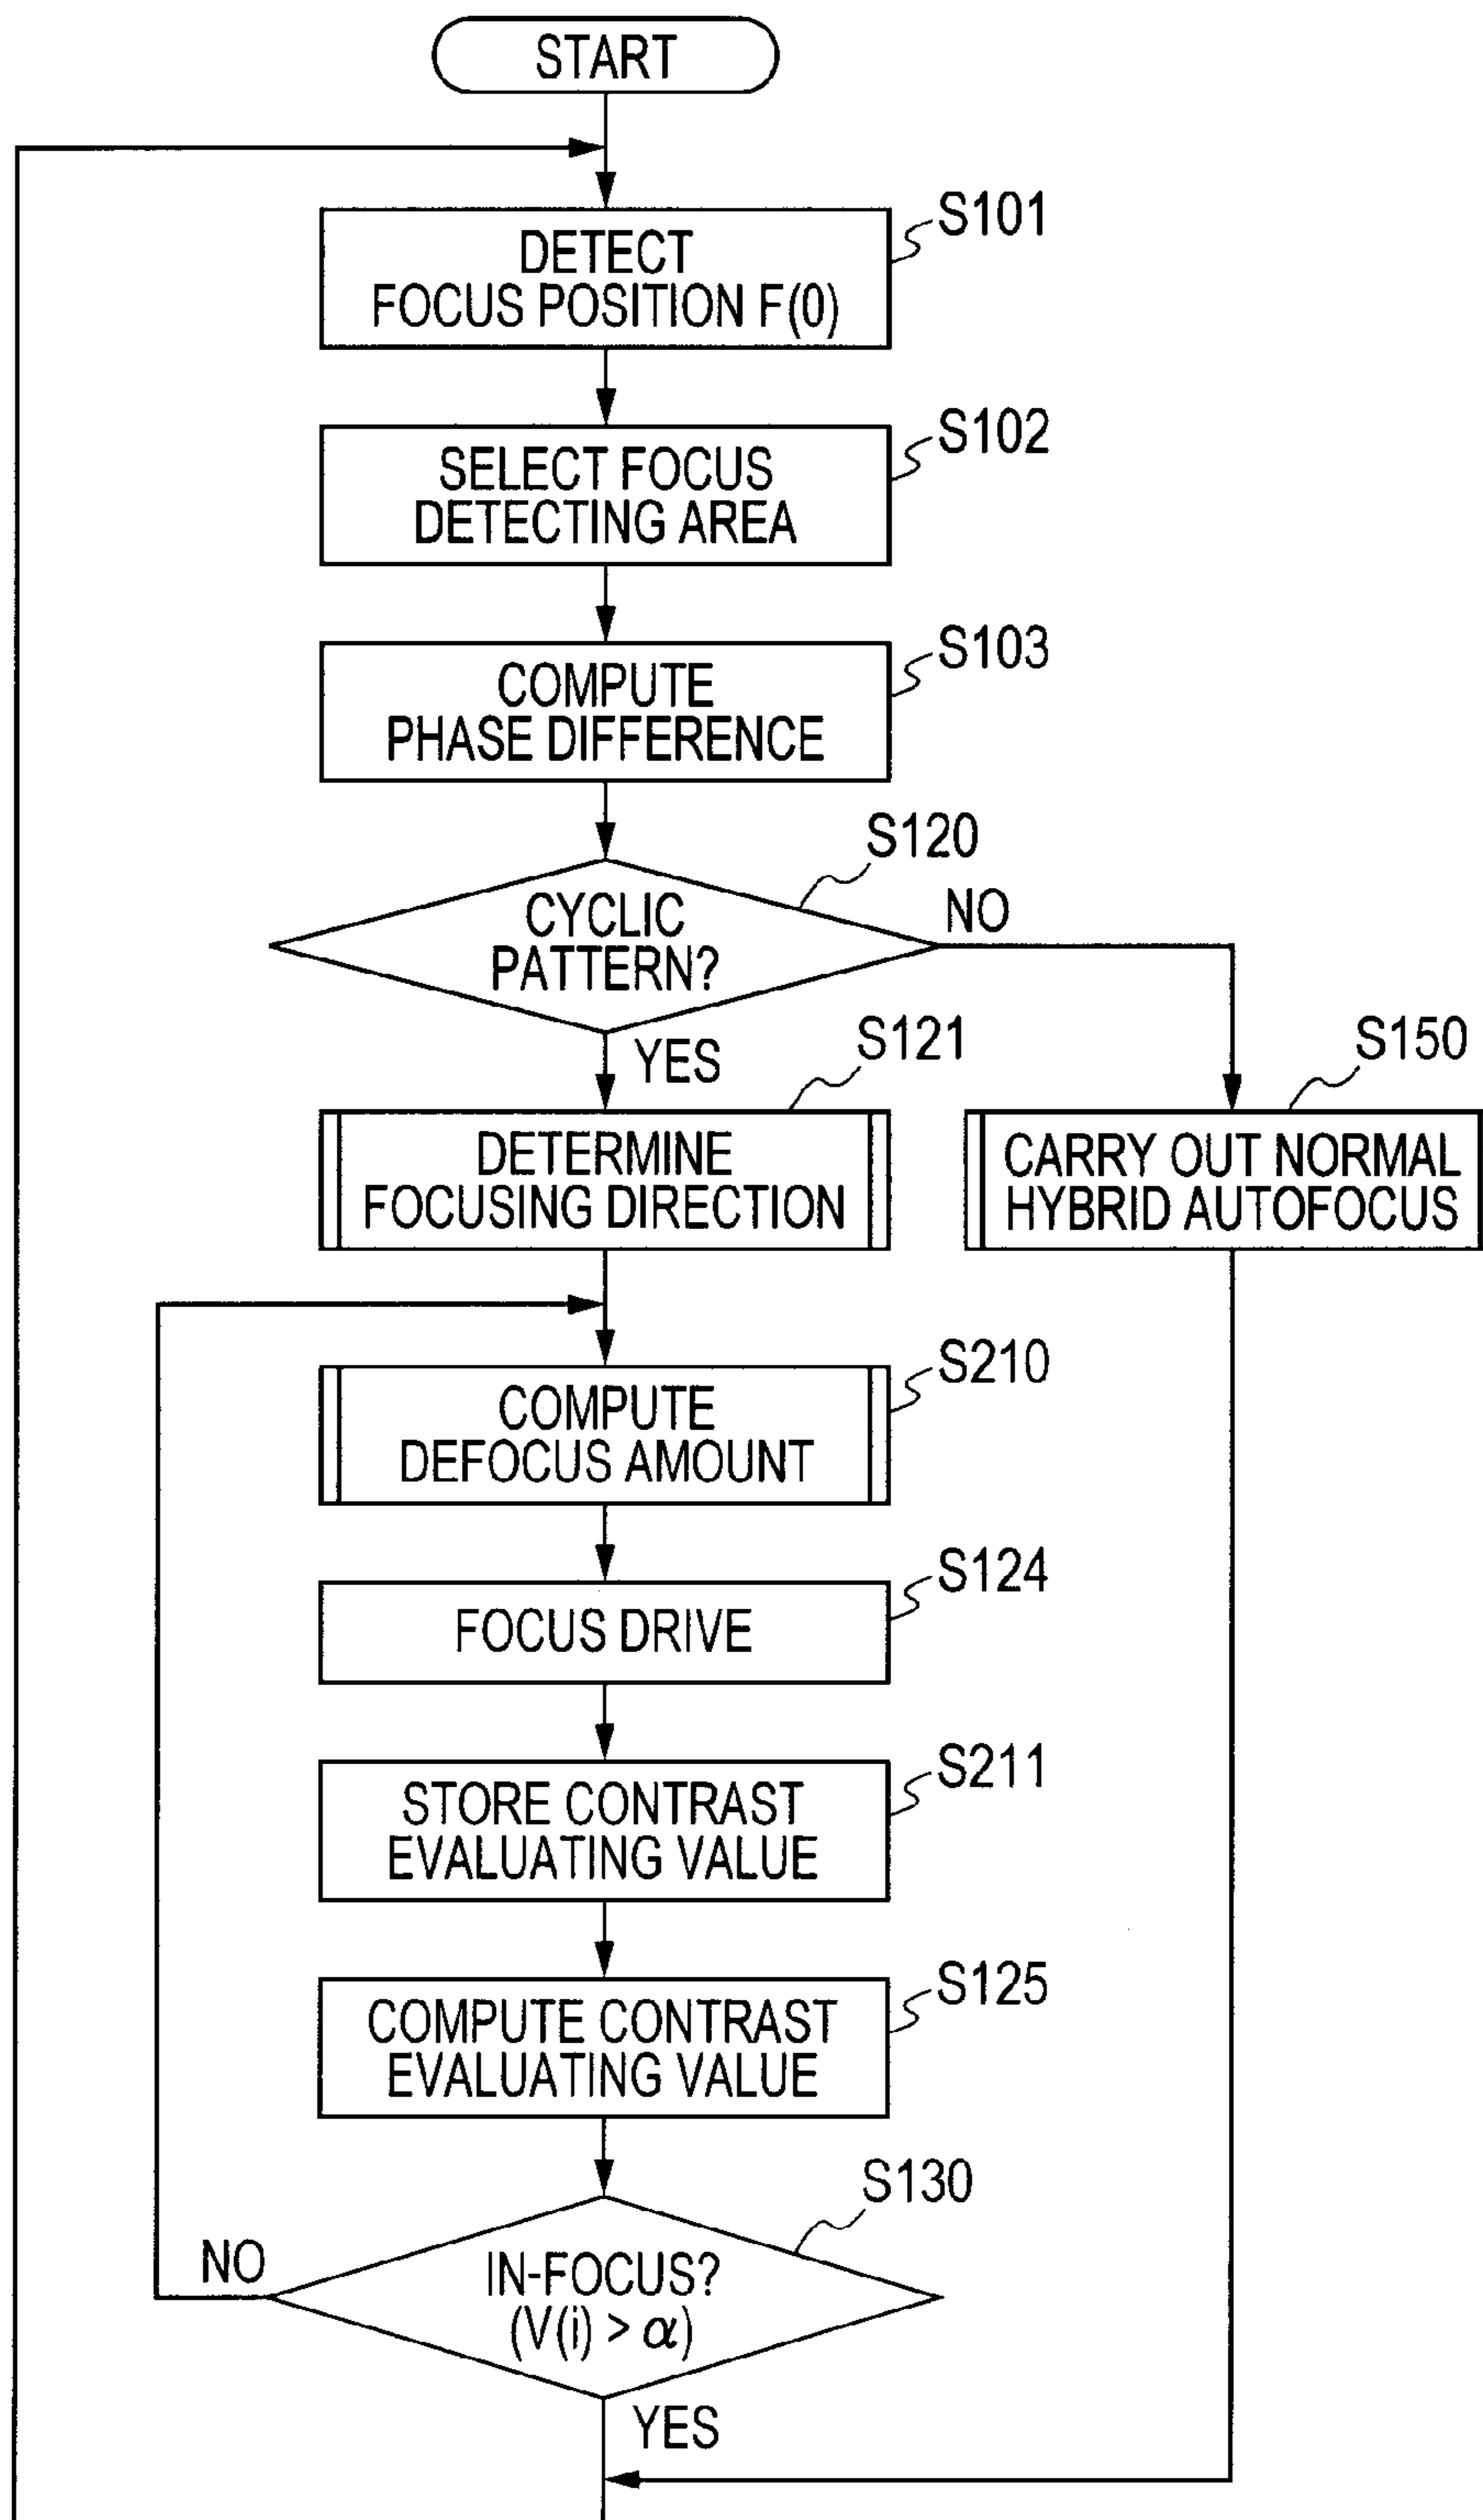 START
S101
DETECT
FOCUS POSITION F(0)
S102
SELECT FOCUS
DETECTING AREA
S103
COMPUTE
PHASE DIFFERENCE
S120
CYCLIC
PATTERN?
NO
YES
S121
S150
DETERMINE
FOCUSING DIRECTION
CARRY OUT NORMAL
HYBRID AUTOFOCUS
S210
COMPUTE
DEFOCUS AMOUNT
S124
FOCUS DRIVE
S211
STORE CONTRAST
EVALUATING VALUE
S125
COMPUTE CONTRAST
EVALUATING VALUE
S130
NO
IN-FOCUS?
(V(i) > α)
YES